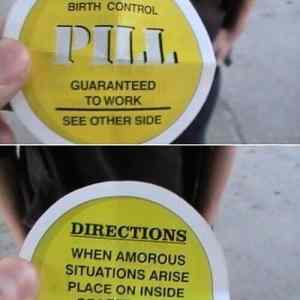 BIRTH CONTROL
PILL
GUARANTEED
TO WORK
SEE OTHER SIDE
DIRECTIONS
WHEN AMOROUS
SITUATIONS ARISE
PLACE ON INSIDE